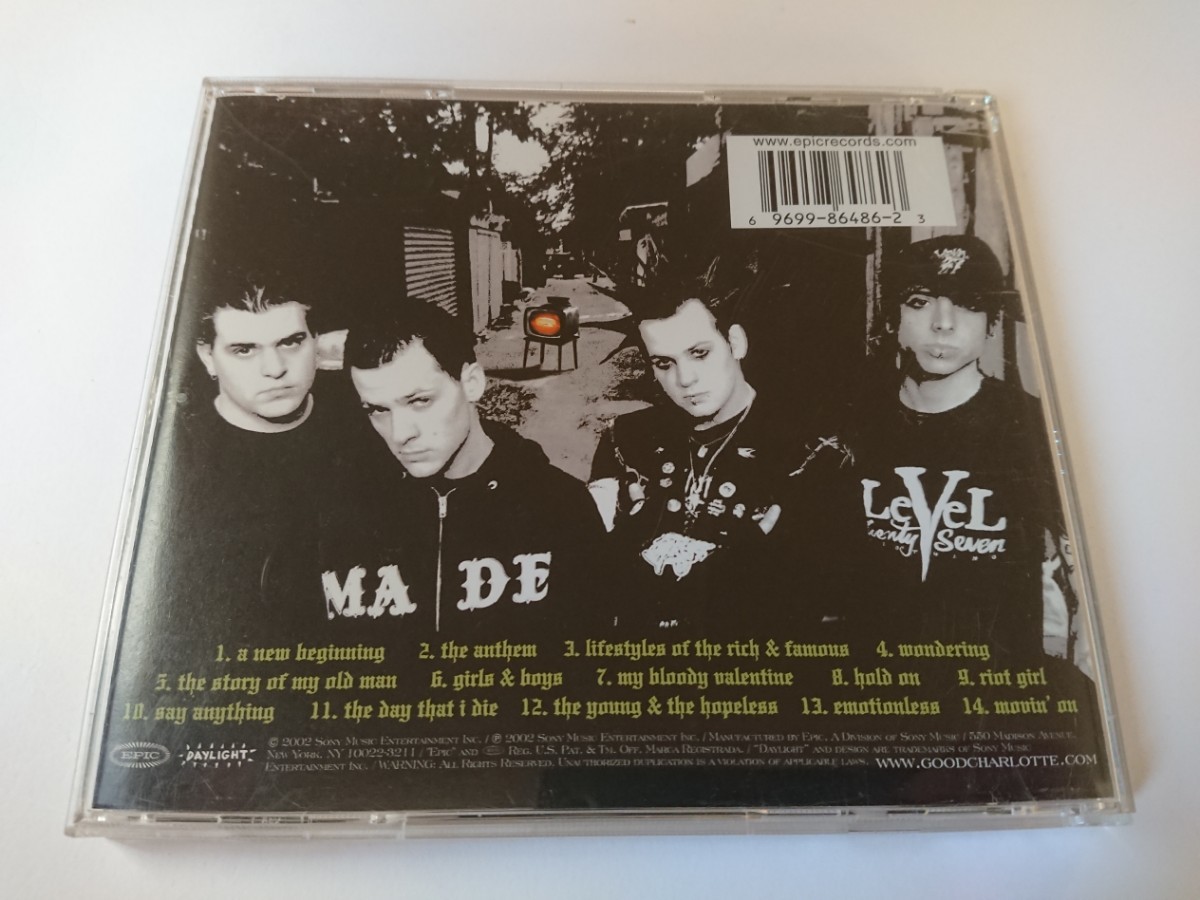 www.epicrecords.com
6 9699-86486-2 3
LeVeL
Seven
MA DE
1. a new beginning 2. the anthem 3. lifestyles of the rich & famous 4. wondering
5. the story of my old man 6. girls & boys 7. my bloody valentine 8. hold on 9. riot girl
10. say anything 11. the day that i die 12. the young & the hopeless 13. emotionless 14. movin' on
EPIC DAYLIGHT
© 2002 Sony Music Entertainment Inc. / ℗ 2002 Sony Music Entertainment Inc. / Manufactured by Epic, A Division of Sony Music / 550 Madison Avenue,
New York, NY 10022-3211 / "Epic" and EPIC Reg. U.S. Pat. & Tm. Off. Marca Registrada. / "Daylight" and design are trademarks of Sony Music
Entertainment Inc. / WARNING: All Rights Reserved. Unauthorized duplication is a violation of applicable laws. WWW.GOODCHARLOTTE.COM